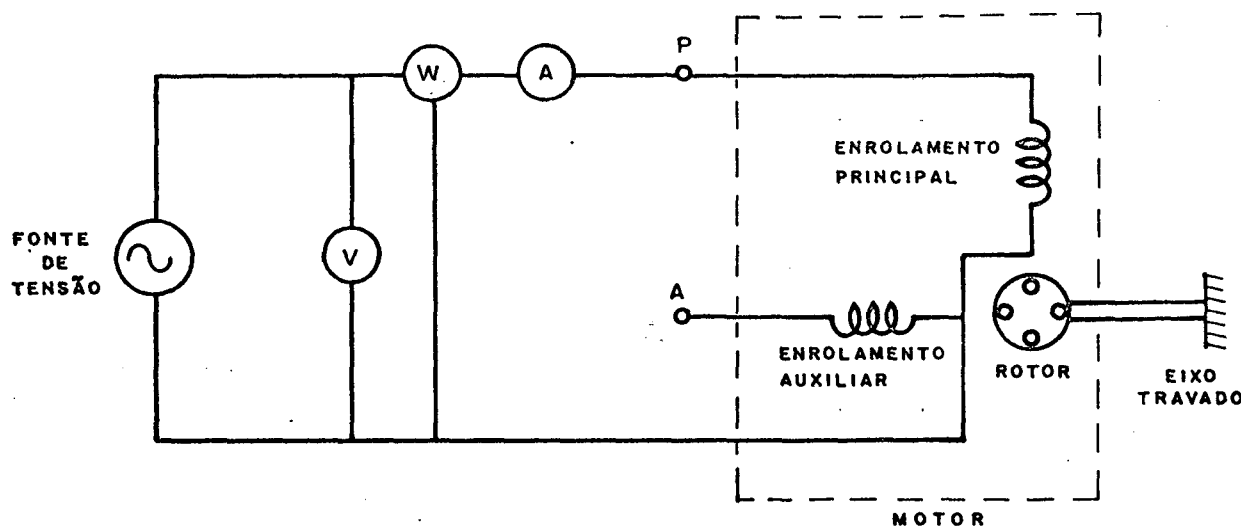 P
W
A
ENROLAMENTO
PRINCIPAL
FONTE
DE
TENSÃO
V
A
ENROLAMENTO
AUXILIAR
ROTOR
EIXO
TRAVADO
MOTOR